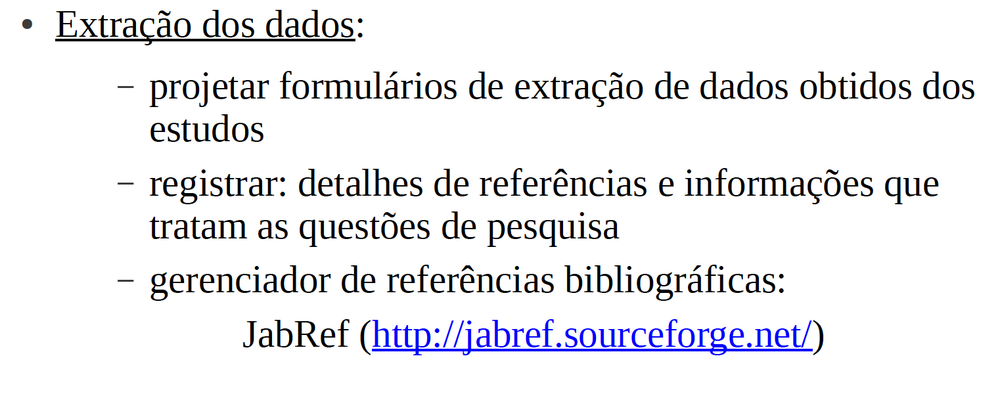 • Extração dos dados:
– projetar formulários de extração de dados obtidos dos
estudos
– registrar: detalhes de referências e informações que
tratam as questões de pesquisa
– gerenciador de referências bibliográficas:
JabRef (http://jabref.sourceforge.net/)